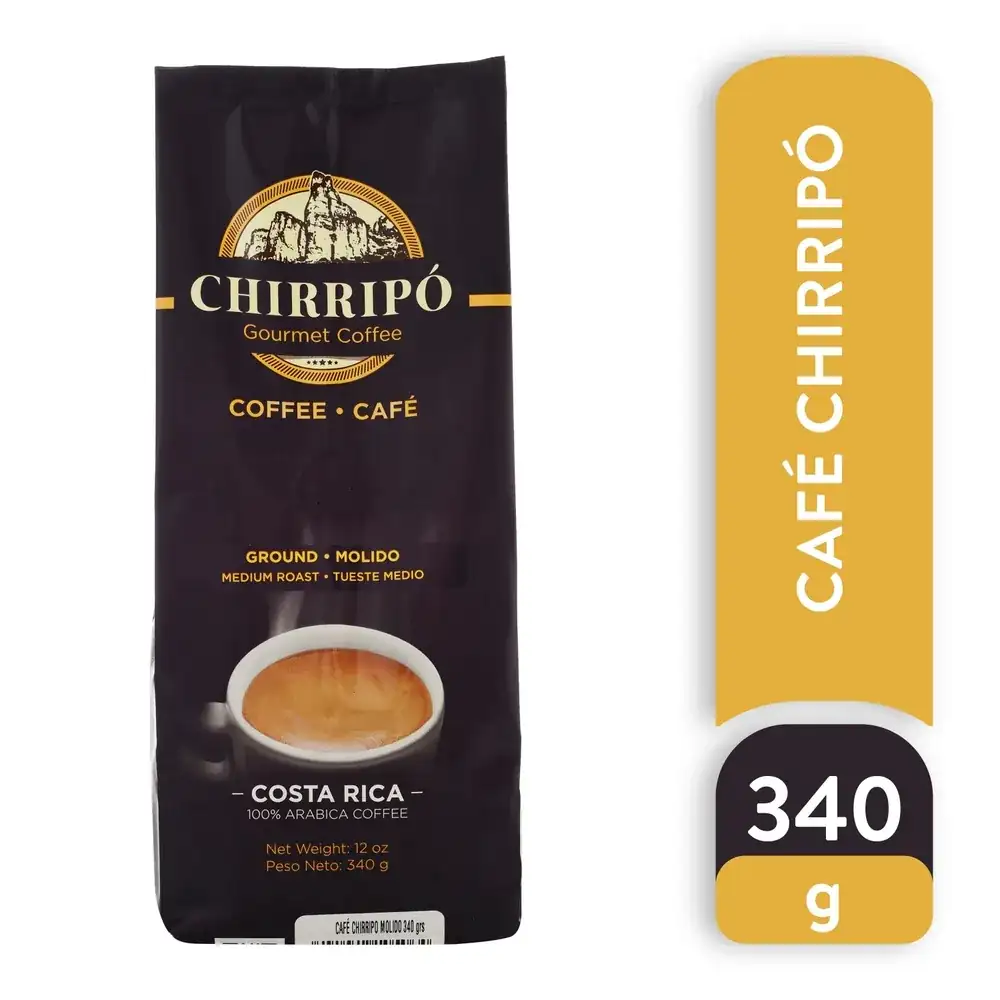 CHIRRIPÓ
Gourmet Coffee
COFFEE • CAFÉ
GROUND • MOLIDO
MEDIUM ROAST • TUESTE MEDIO
– COSTA RICA –
100% ARABICA COFFEE
Net Weight: 12 oz
Peso Neto: 340 g
CAFÉ CHIRRIPO MOLIDO 340 grs
CAFÉ CHIRRIPÓ
340
g